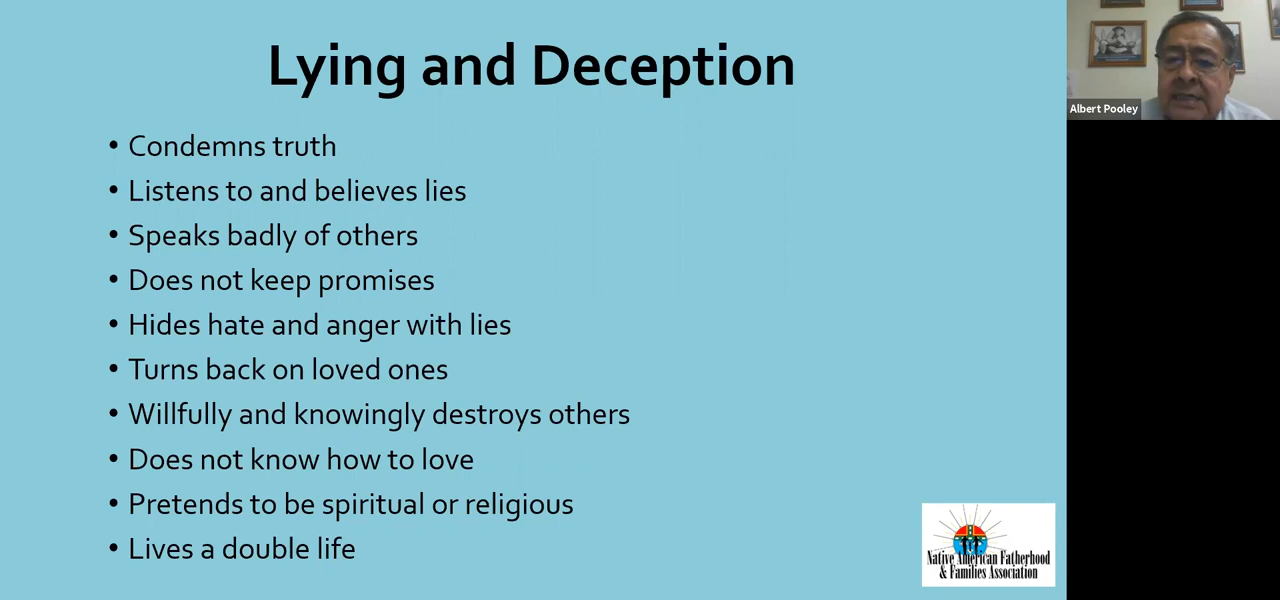 Lying and Deception
• Condemns truth
• Listens to and believes lies
• Speaks badly of others
• Does not keep promises
• Hides hate and anger with lies
• Turns back on loved ones
• Willfully and knowingly destroys others
• Does not know how to love
• Pretends to be spiritual or religious
• Lives a double life
Native American Fatherhood
& Families Association
Albert Pooley